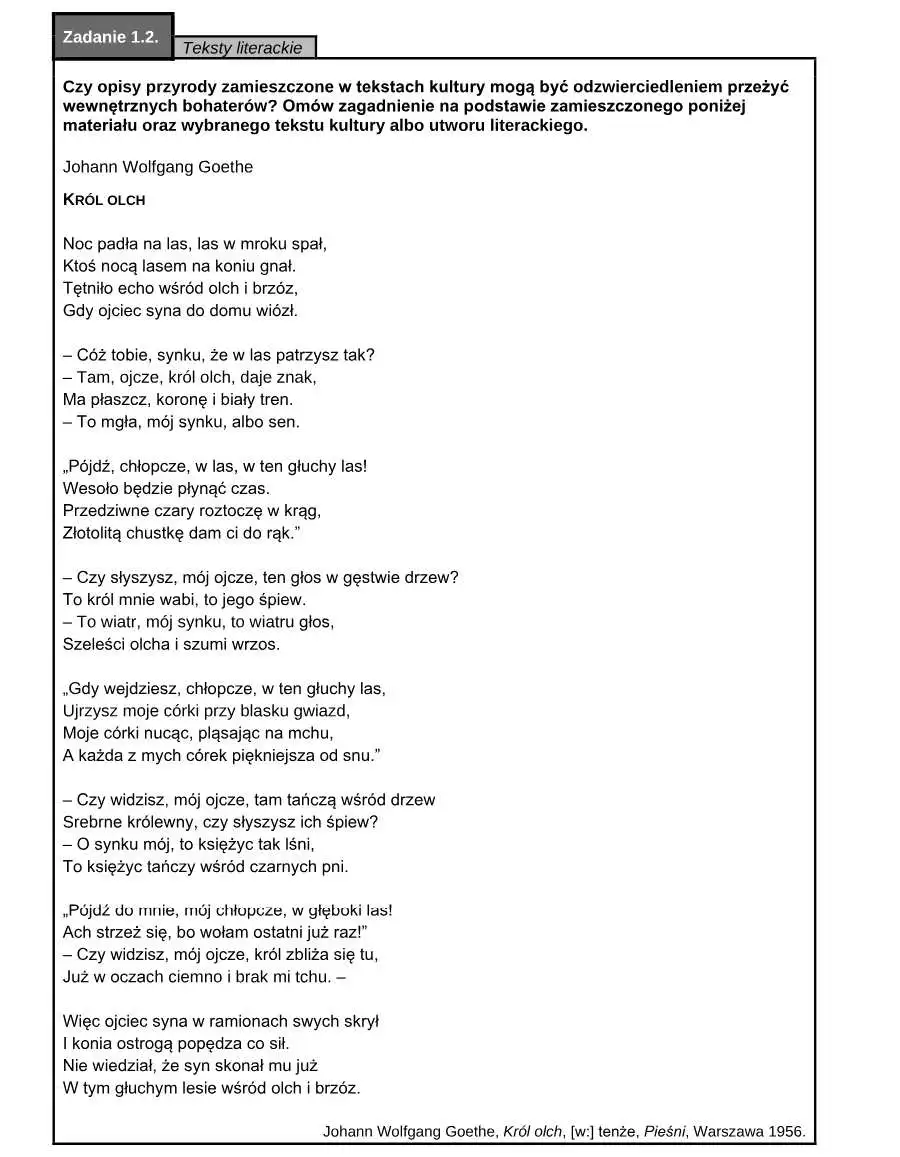 Zadanie 1.2.
Teksty literackie
Czy opisy przyrody zamieszczone w tekstach kultury mogą być odzwierciedleniem przeżyć
wewnętrznych bohaterów? Omów zagadnienie na podstawie zamieszczonego poniżej
materiału oraz wybranego tekstu kultury albo utworu literackiego.
Johann Wolfgang Goethe
KRÓL OLCH
Noc padła na las, las w mroku spał,
Ktoś nocą lasem na koniu gnał.
Tętniło echo wśród olch i brzóz,
Gdy ojciec syna do domu wiózł.
– Cóż tobie, synku, że w las patrzysz tak?
– Tam, ojcze, król olch, daje znak,
Ma płaszcz, koronę i biały tren.
– To mgła, mój synku, albo sen.
„Pójdź, chłopcze, w las, w ten głuchy las!
Wesoło będzie płynąć czas.
Przedziwne czary roztoczę w krąg,
Złotolitą chustkę dam ci do rąk.”
– Czy słyszysz, mój ojcze, ten głos w gęstwie drzew?
To król mnie wabi, to jego śpiew.
– To wiatr, mój synku, to wiatru głos,
Szeleści olcha i szumi wrzos.
„Gdy wejdziesz, chłopcze, w ten głuchy las,
Ujrzysz moje córki przy blasku gwiazd,
Moje córki nucąc, pląsając na mchu,
A każda z mych córek piękniejsza od snu.”
– Czy widzisz, mój ojcze, tam tańczą wśród drzew
Srebrne królewny, czy słyszysz ich śpiew?
– O synku mój, to księżyc tak lśni,
To księżyc tańczy wśród czarnych pni.
„Pójdź do mnie, mój chłopcze, w głęboki las!
Ach strzeż się, bo wołam ostatni już raz!”
– Czy widzisz, mój ojcze, król zbliża się tu,
Już w oczach ciemno i brak mi tchu. –
Więc ojciec syna w ramionach swych skrył
I konia ostrogą popędza co sił.
Nie wiedział, że syn skonał mu już
W tym głuchym lesie wśród olch i brzóz.
Johann Wolfgang Goethe, Król olch, [w:] tenże, Pieśni, Warszawa 1956.